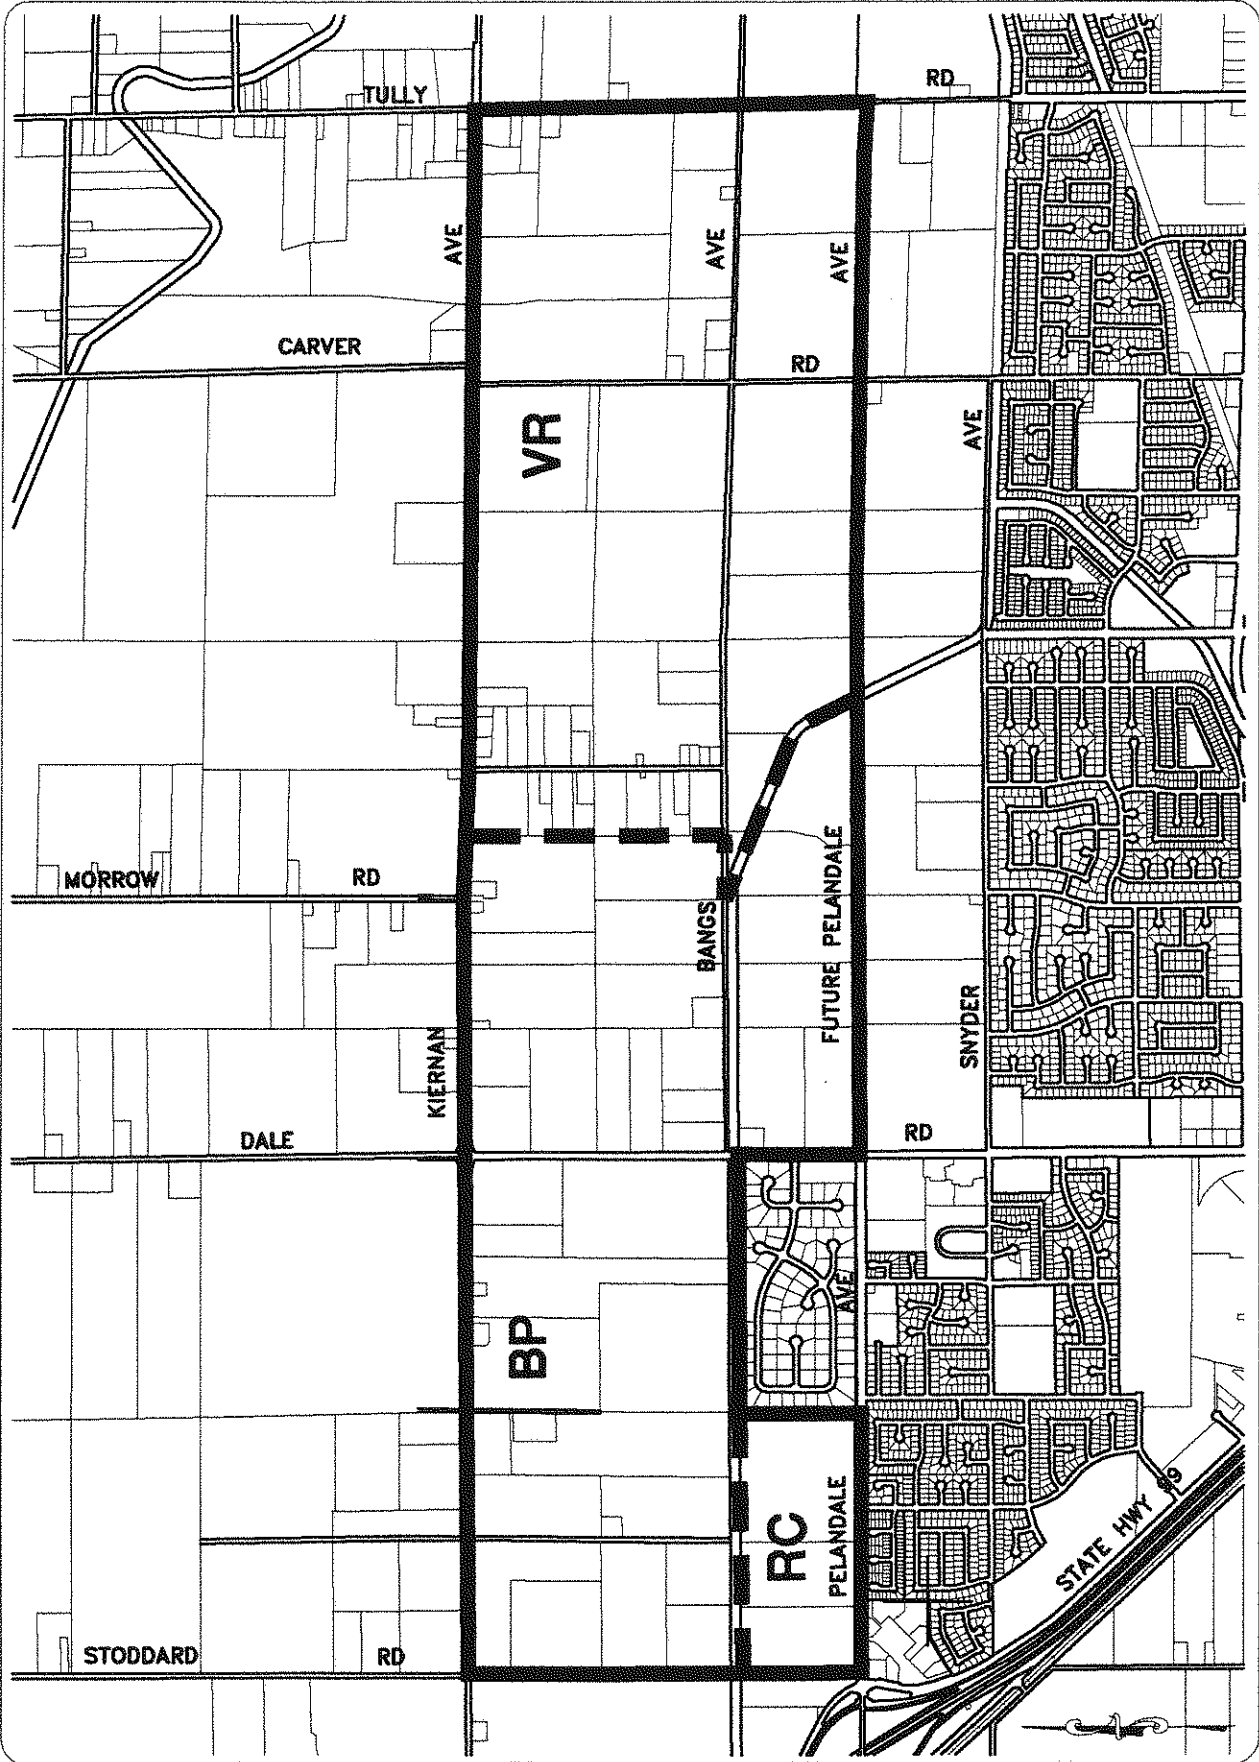 TULLY
RD
AVE
AVE
AVE
CARVER
RD
VR
AVE
MORROW
RD
BANGS
FUTURE PELANDALE
KIERNAN
SNYDER
DALE
RD
BP
AVE
RC
PELANDALE
STATE HWY 99
STODDARD
RD